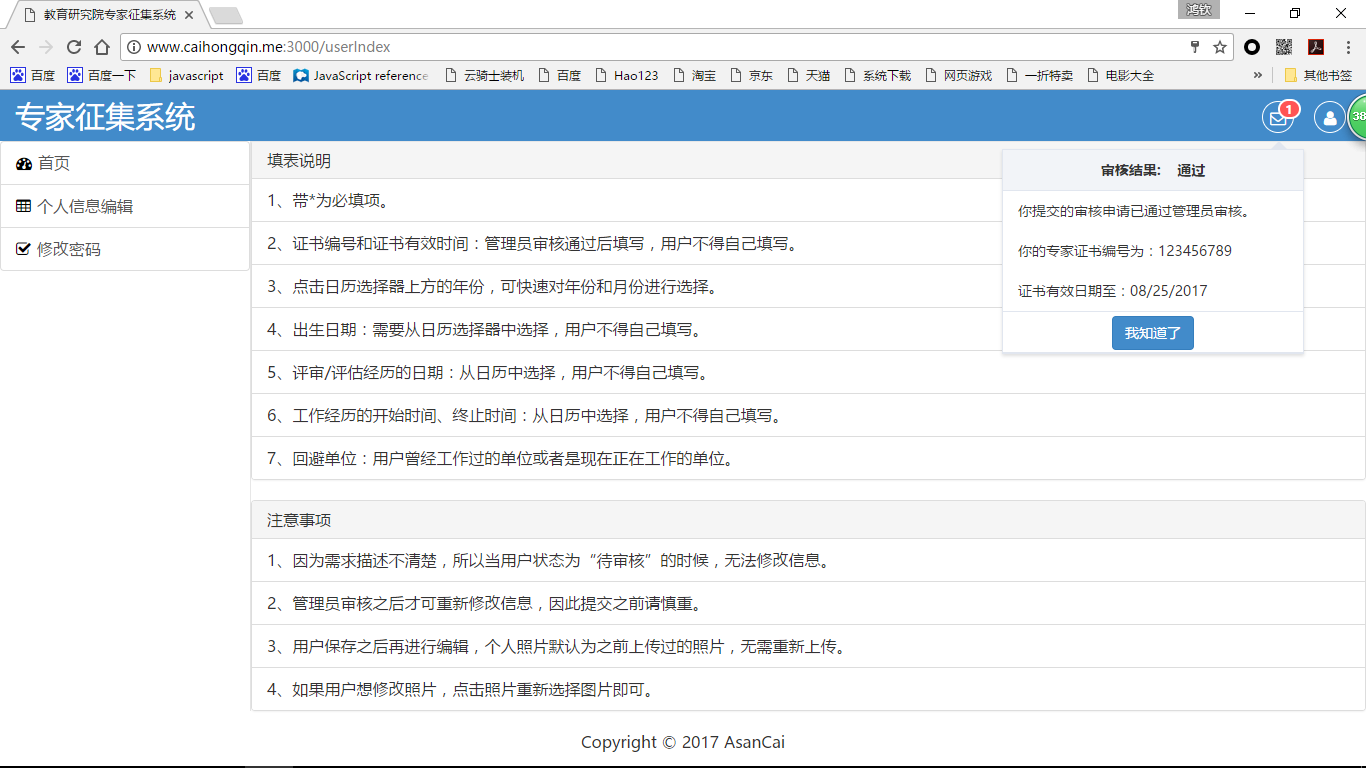 教育研究院专家征集系统
鸿钦
www.caihongqin.me:3000/userIndex
百度 百度一下 javascript 百度 JavaScript reference 云骑士装机 百度 Hao123 淘宝 京东 天猫 系统下载 网页游戏 一折特卖 电影大全 » 其他书签
专家征集系统
1
38
首页
个人信息编辑
修改密码
填表说明
1、带*为必填项。
2、证书编号和证书有效时间：管理员审核通过后填写，用户不得自己填写。
3、点击日历选择器上方的年份，可快速对年份和月份进行选择。
4、出生日期：需要从日历选择器中选择，用户不得自己填写。
5、评审/评估经历的日期：从日历中选择，用户不得自己填写。
6、工作经历的开始时间、终止时间：从日历中选择，用户不得自己填写。
7、回避单位：用户曾经工作过的单位或者是现在正在工作的单位。
审核结果: 通过
你提交的审核申请已通过管理员审核。
你的专家证书编号为：123456789
证书有效日期至：08/25/2017
我知道了
注意事项
1、因为需求描述不清楚，所以当用户状态为“待审核”的时候，无法修改信息。
2、管理员审核之后才可重新修改信息，因此提交之前请慎重。
3、用户保存之后再进行编辑，个人照片默认为之前上传过的照片，无需重新上传。
4、如果用户想修改照片，点击照片重新选择图片即可。
Copyright © 2017 AsanCai